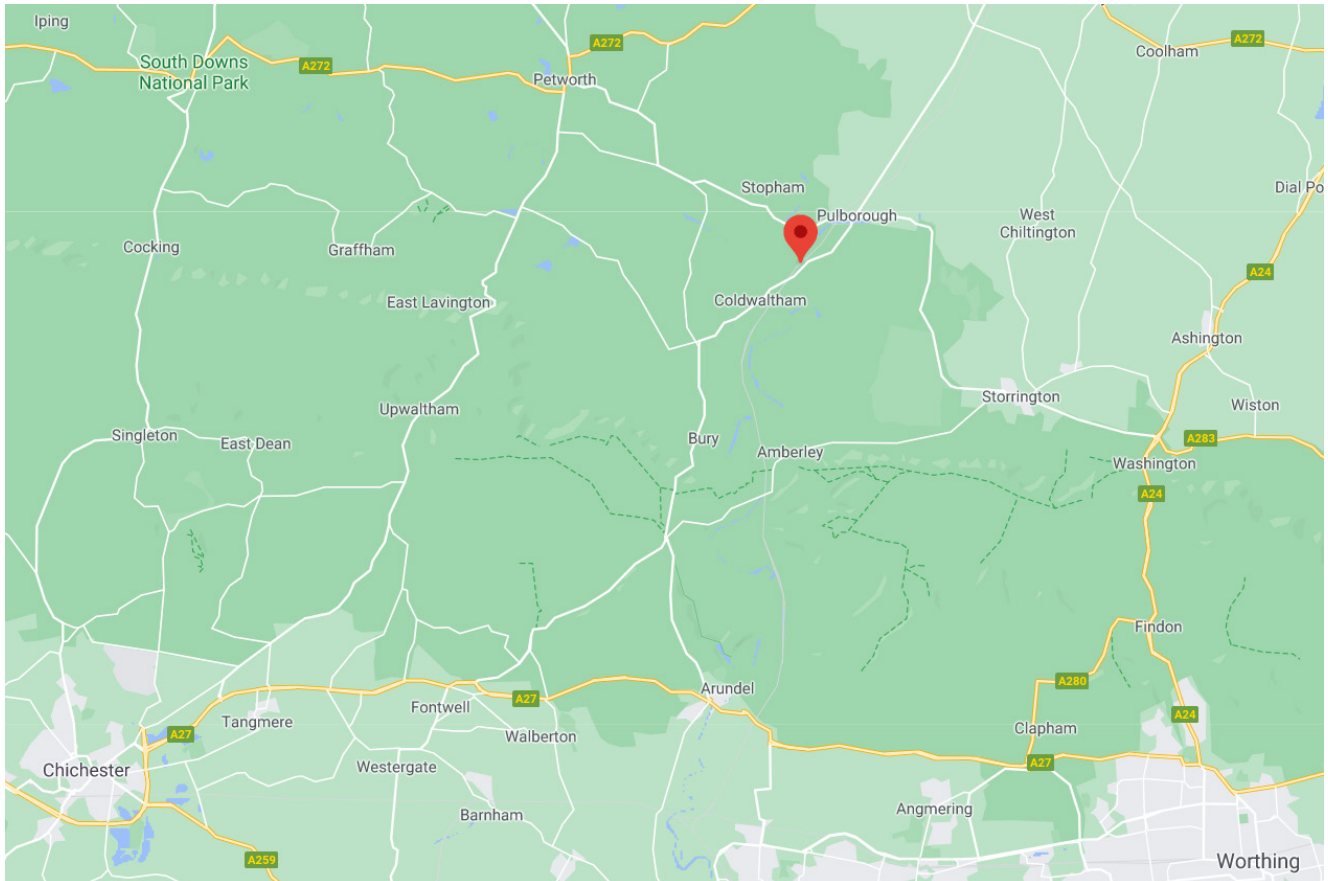 Iping
A272
A272
A272
Coolham
South Downs
National Park
Petworth
Stopham
Dial Po
Pulborough
West
Chiltington
Cocking
Graffham
A24
East Lavington
Coldwaltham
Ashington
Storrington
Wiston
Upwaltham
Singleton
East Dean
Bury
Amberley
A283
Washington
A24
Findon
A280
Arundel
Fontwell
A27
Tangmere
A27
Walberton
A24
Clapham
Westergate
A27
Chichester
Barnham
Angmering
A259
Worthing